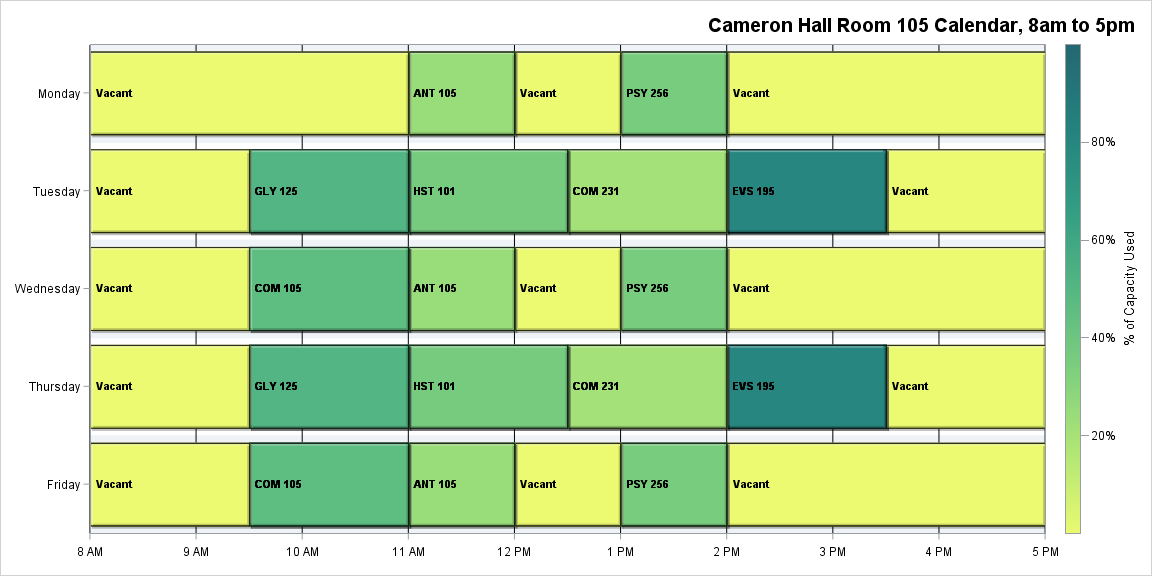 Cameron Hall Room 105 Calendar, 8am to 5pm
Monday Vacant ANT 105 Vacant PSY 256 Vacant
80%
Tuesday Vacant GLY 125 HST 101 COM 231 EVS 195 Vacant
60%
Wednesday Vacant COM 105 ANT 105 Vacant PSY 256 Vacant
% of Capacity Used
40%
Thursday Vacant GLY 125 HST 101 COM 231 EVS 195 Vacant
20%
Friday Vacant COM 105 ANT 105 Vacant PSY 256 Vacant
8 AM 9 AM 10 AM 11 AM 12 PM 1 PM 2 PM 3 PM 4 PM 5 PM